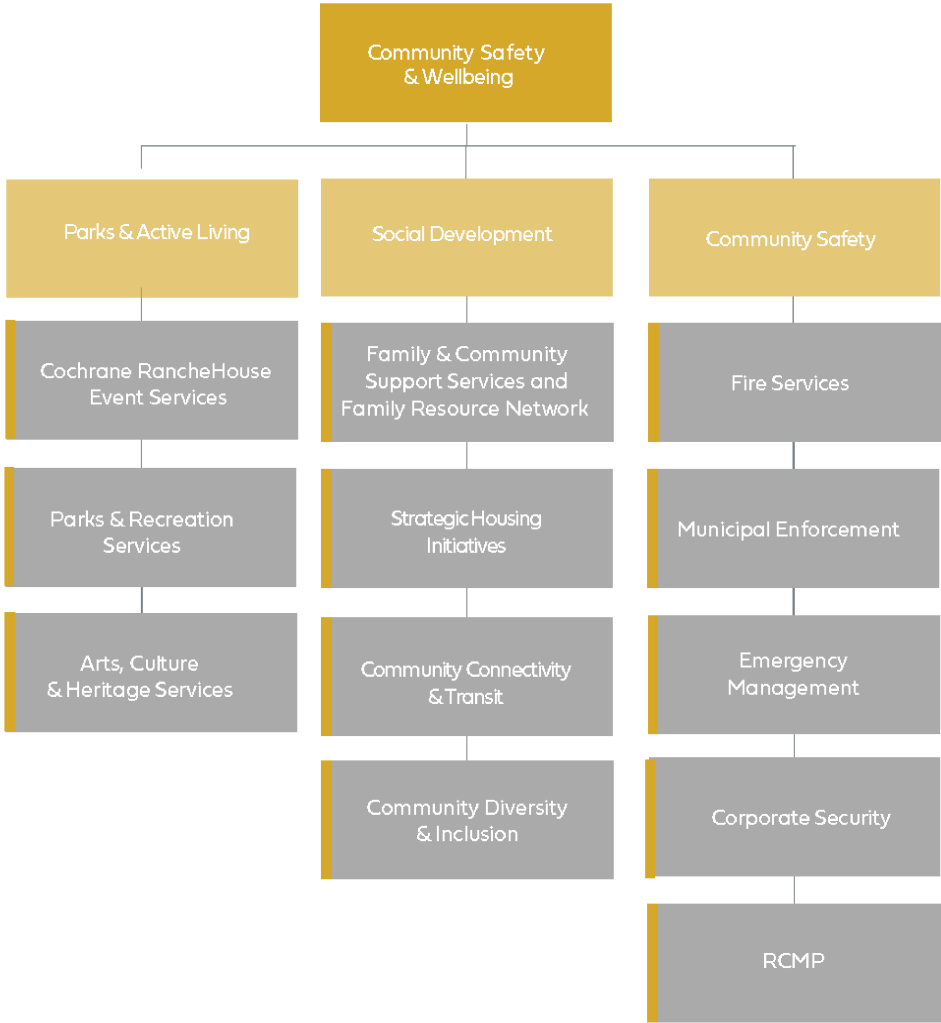 Community Safety
& Wellbeing
Parks & Active Living
Social Development
Community Safety
Cochrane RancheHouse
Event Services
Family & Community
Support Services and
Family Resource Network
Fire Services
Parks & Recreation
Services
Strategic Housing
Initiatives
Municipal Enforcement
Arts, Culture
& Heritage Services
Community Connectivity
& Transit
Emergency
Management
Community Diversity
& Inclusion
Corporate Security
RCMP